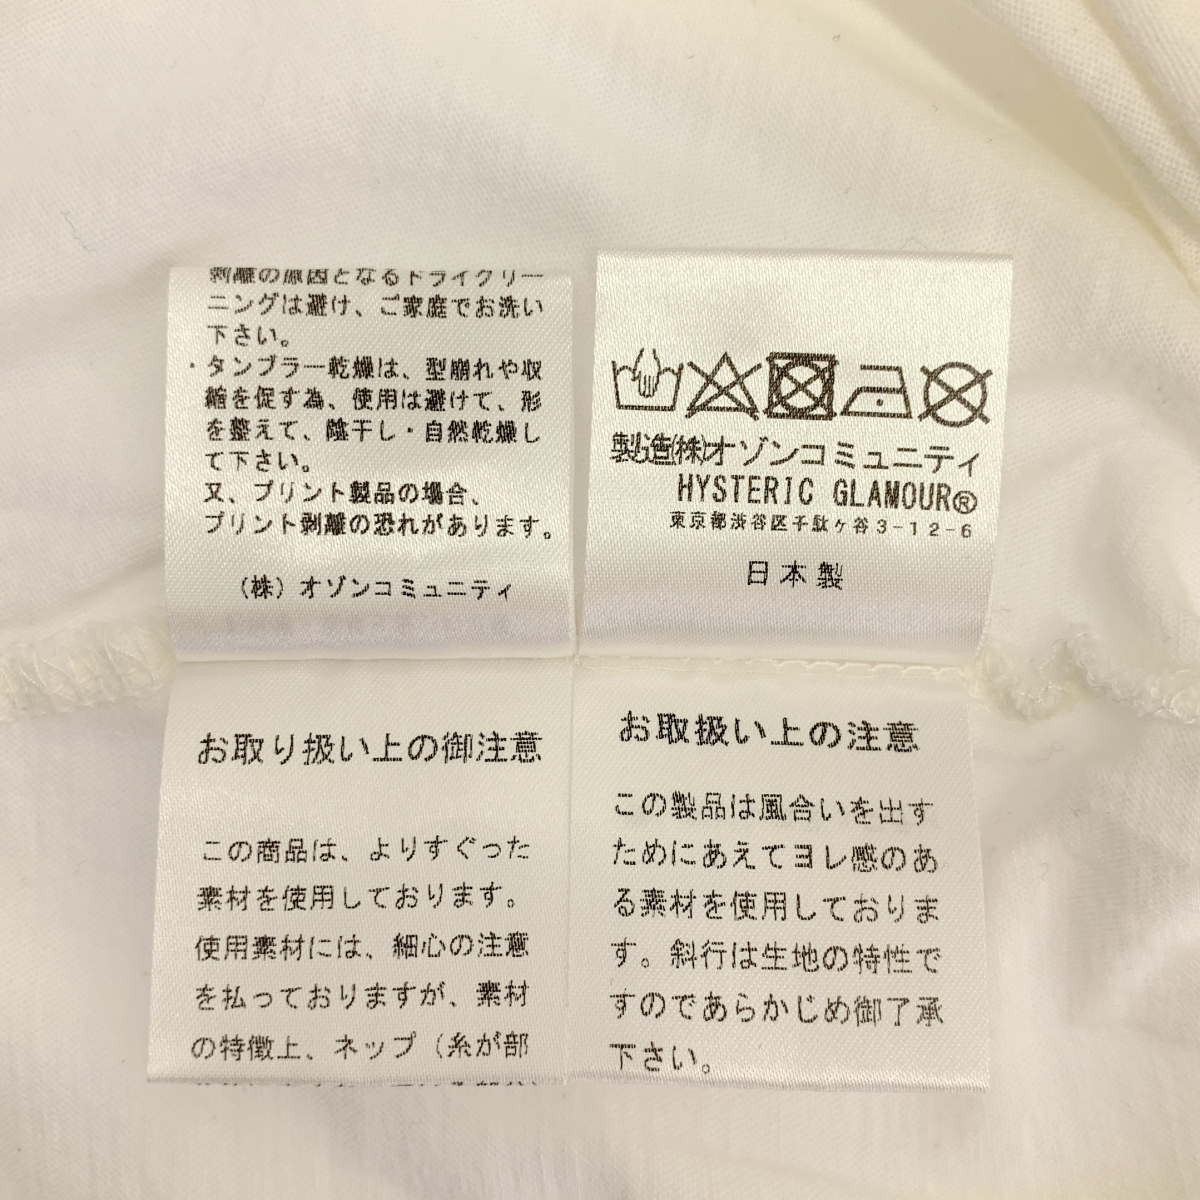 剥離の原因となるドライクリー
ニングは避け、ご家庭でお洗い
下さい。
・タンブラー乾燥は、型崩れや収
縮を促す為、使用は避けて、形
を整えて、陰干し・自然乾燥し
て下さい。
又、プリント製品の場合、
プリント剥離の恐れがあります。
（株）オゾンコミュニティ
製造(株)オゾンコミュニティ
HYSTERIC GLAMOUR®
東京都渋谷区千駄ケ谷3-12-6
日本製
お取り扱い上の御注意
この商品は、よりすぐった
素材を使用しております。
使用素材には、細心の注意
を払っておりますが、素材
の特徴上、ネップ（糸が部
お取扱い上の注意
この製品は風合いを出す
ためにあえてヨレ感のあ
る素材を使用しておりま
す。斜行は生地の特性で
すのであらかじめ御了承
下さい。